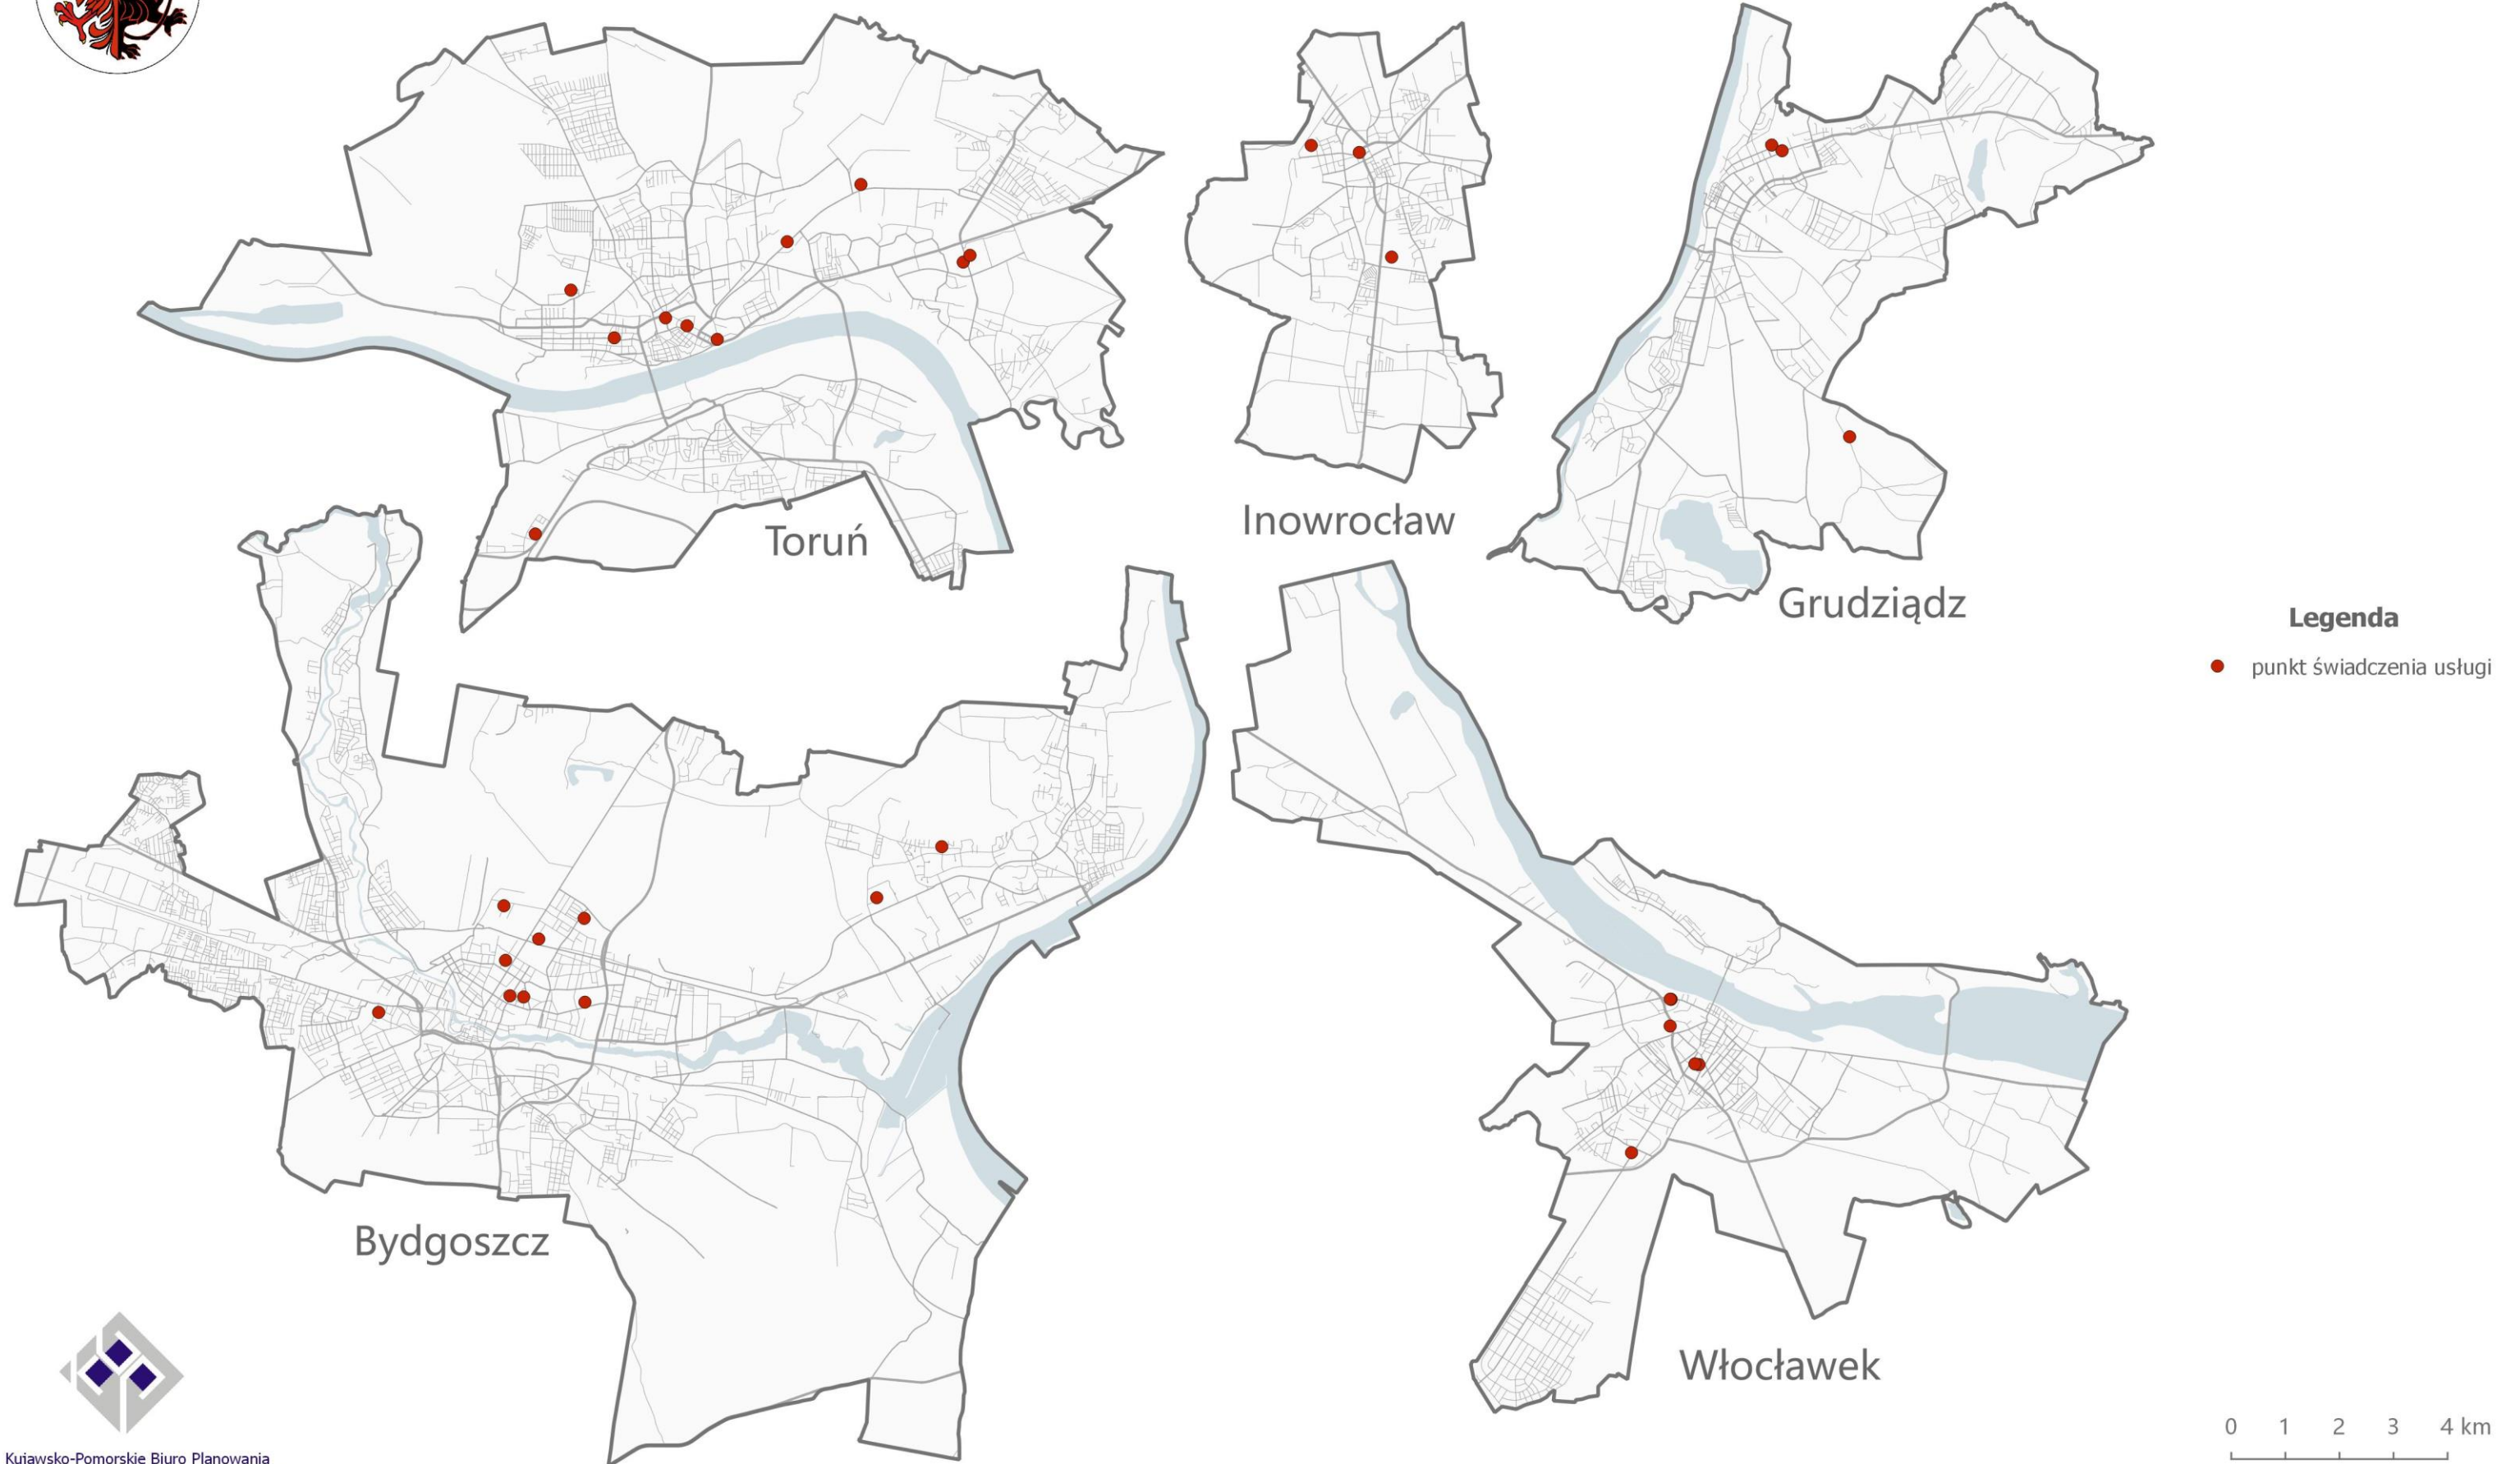 Toruń
Inowrocław
Grudziądz
Legenda
punkt świadczenia usługi
Bydgoszcz
Włocławek
0 1 2 3 4 km
Kujawsko-Pomorskie Biuro Planowania